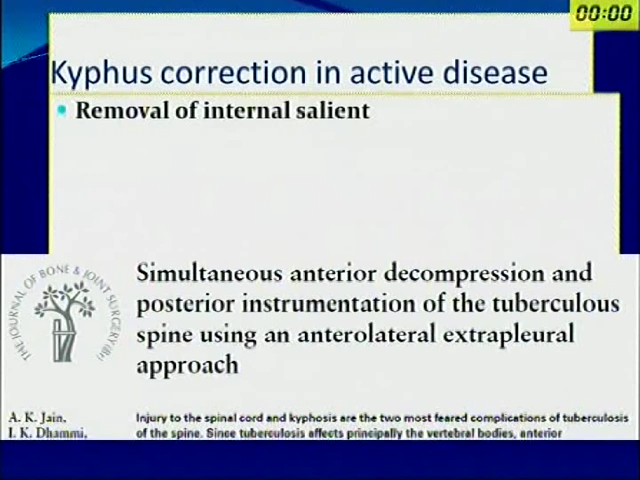 00:00
Kyphus correction in active disease
• Removal of internal salient
THE JOURNAL OF BONE & JOINT SURGERY (Br)
Simultaneous anterior decompression and
posterior instrumentation of the tuberculous
spine using an anterolateral extrapleural
approach
A. K. Jain,
I. K. Dhammi,
Injury to the spinal cord and kyphosis are the two most feared complications of tuberculosis
of the spine. Since tuberculosis affects principally the vertebral bodies, anterior